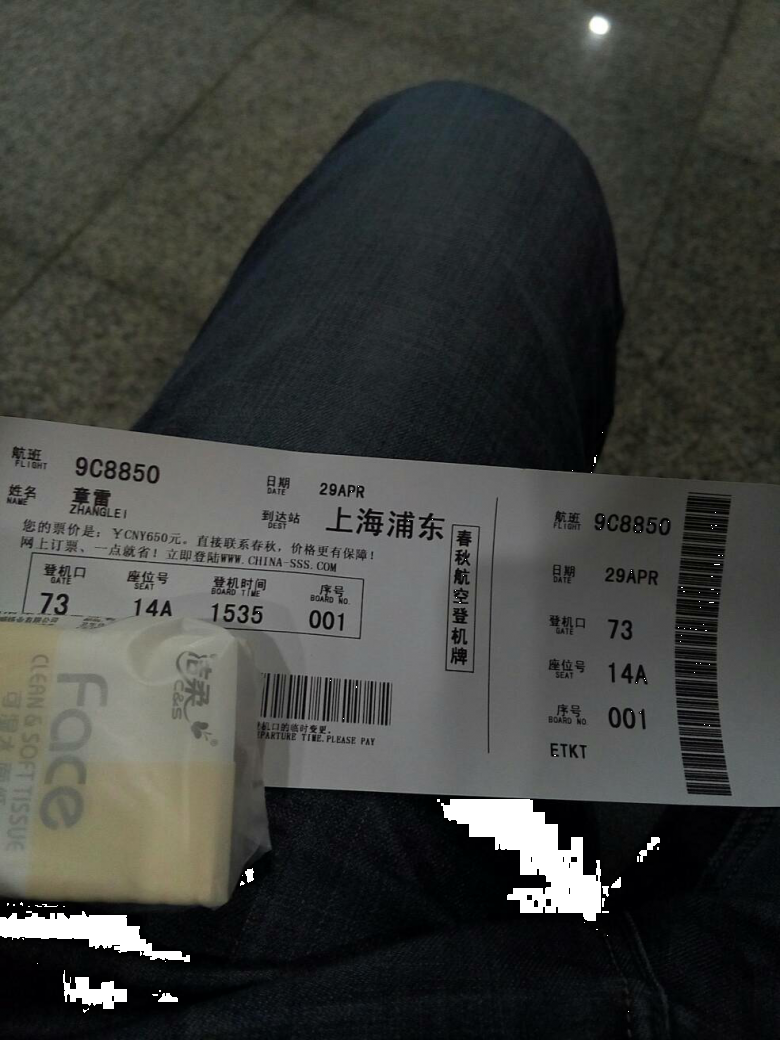 航班 FLIGHT 9C8850
日期 DATE 29APR
姓名 NAME 章雷 ZHANGLEI
到达站 DEST 上海浦东
您的票价是：￥CNY650元。直接联系春秋，价格更有保障！
网上订票、一点就省！立即登陆WWW.CHINA-SSS.COM
登机口 GATE 73
座位号 SEAT 14A
登机时间 BOARD TIME 1535
序号 BOARD NO. 001
机口的临时变更.
EPARTURE TIME.PLEASE PAY
春秋航空登机牌
航班 FLIGHT 9C8850
日期 DATE 29APR
登机口 GATE 73
座位号 SEAT 14A
序号 BOARD NO. 001
ETKT
洁柔
C&S
Face
CLEAN & SOFT TISSUE